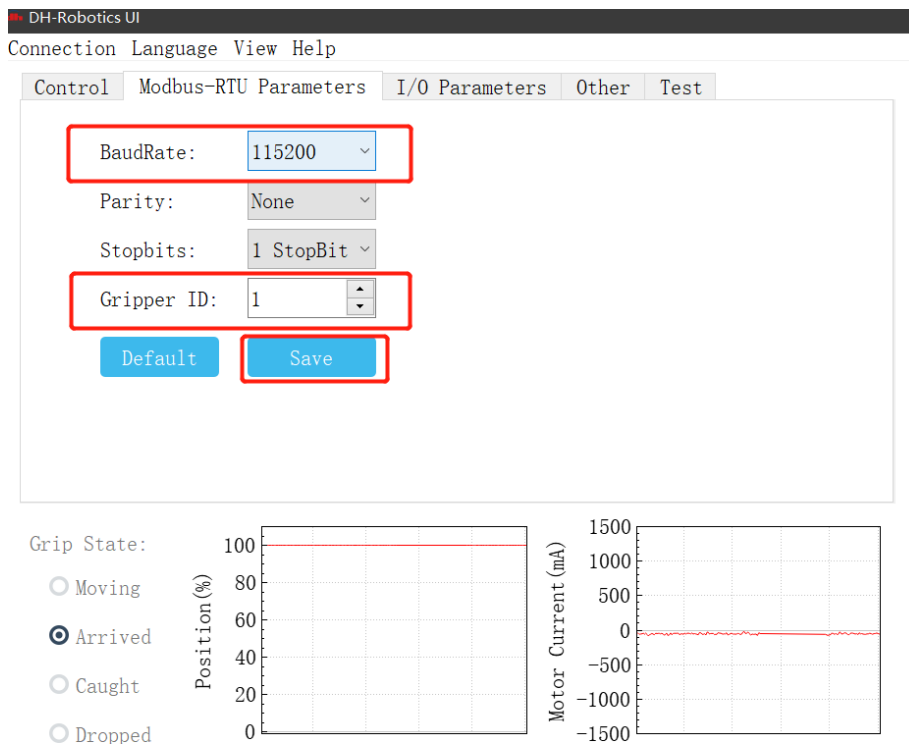 DH-Robotics UI
Connection Language View Help
Control Modbus-RTU Parameters I/O Parameters Other Test
BaudRate: 115200
Parity: None
Stopbits: 1 StopBit
Gripper ID: 1
Default Save
Grip State:
Moving
Arrived
Caught
Dropped
Position(%)
100
80
60
40
20
0
Motor Current(mA)
1500
1000
500
0
-500
-1000
-1500